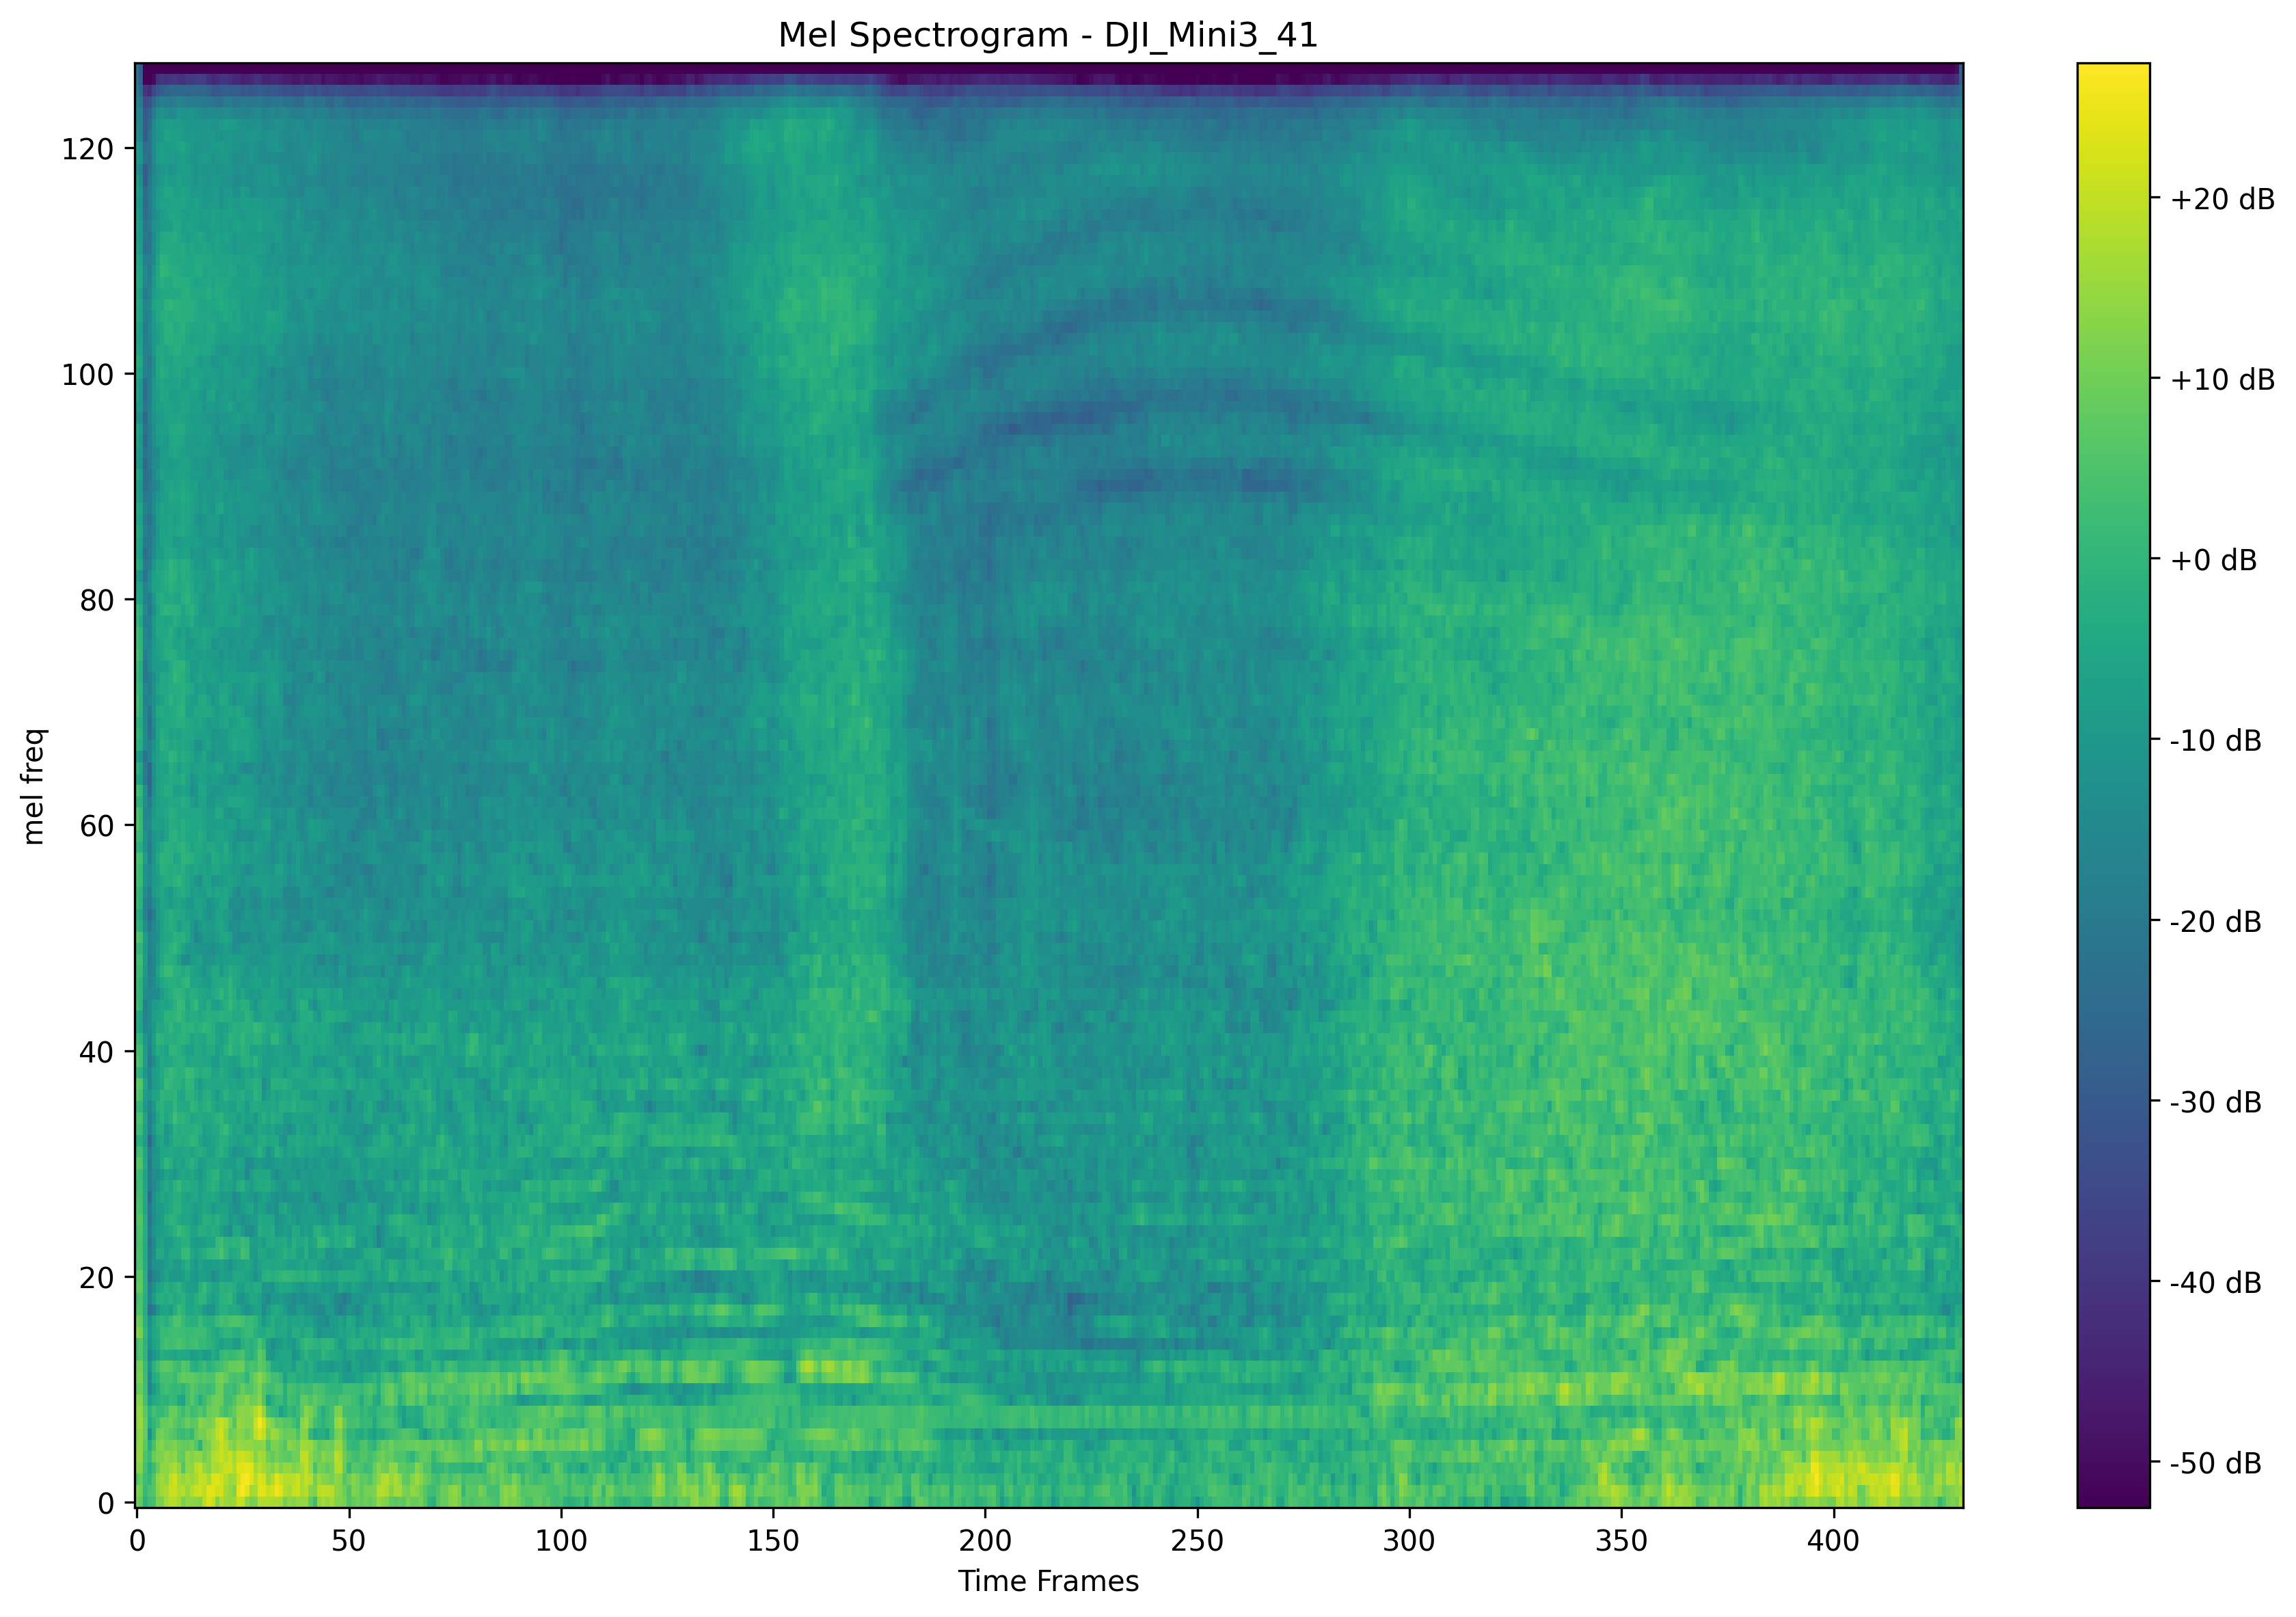 Mel Spectrogram - DJI_Mini3_41
mel freq
120
100
80
60
40
20
0
0 50 100 150 200 250 300 350 400
Time Frames
+20 dB
+10 dB
+0 dB
-10 dB
-20 dB
-30 dB
-40 dB
-50 dB